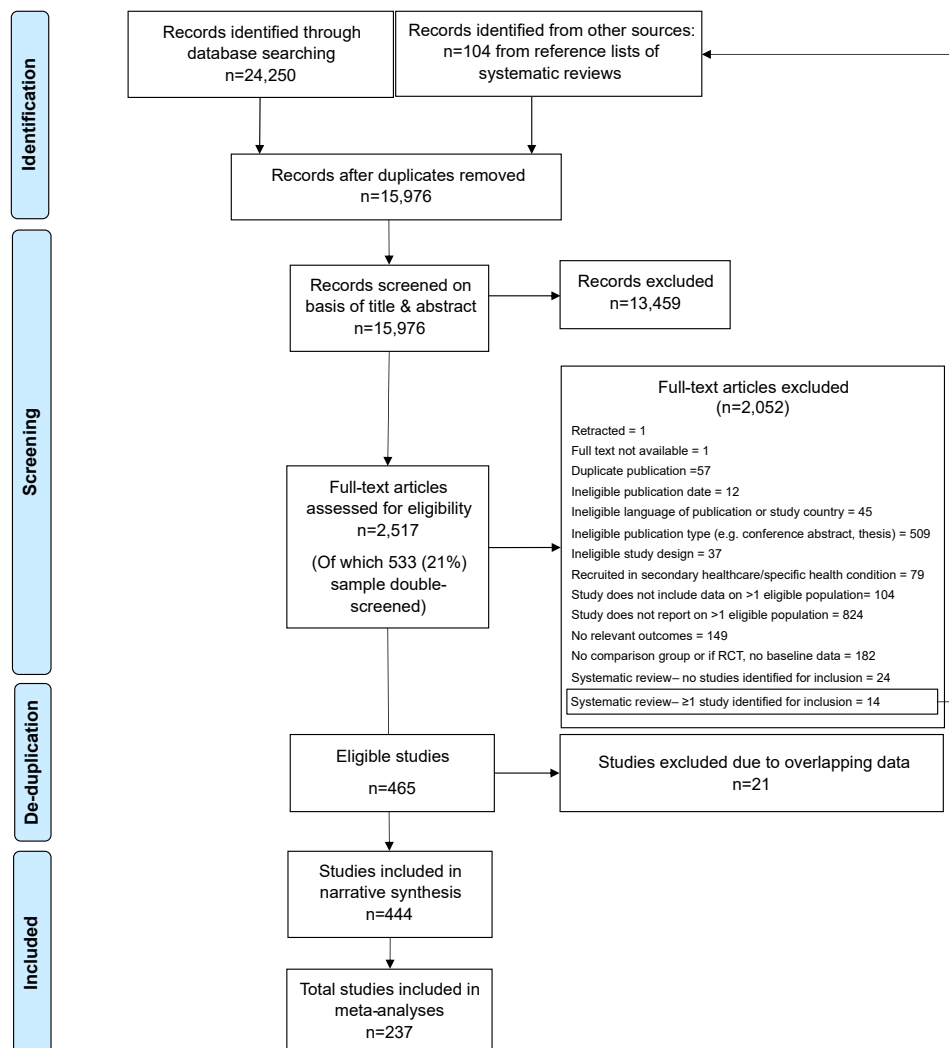 Identification
Records identified through
database searching
n=24,250
Records identified from other sources:
n=104 from reference lists of
systematic reviews
Records after duplicates removed
n=15,976
Screening
Records screened on
basis of title & abstract
n=15,976
Records excluded
n=13,459
Full-text articles
assessed for eligibility
n=2,517
(Of which 533 (21%)
sample double-
screened)
Full-text articles excluded
(n=2,052)
Retracted = 1
Full text not available = 1
Duplicate publication =57
Ineligible publication date = 12
Ineligible language of publication or study country = 45
Ineligible publication type (e.g. conference abstract, thesis) = 509
Ineligible study design = 37
Recruited in secondary healthcare/specific health condition = 79
Study does not include data on >1 eligible population= 104
Study does not report on >1 eligible population = 824
No relevant outcomes = 149
No comparison group or if RCT, no baseline data = 182
Systematic review– no studies identified for inclusion = 24
Systematic review– ≥1 study identified for inclusion = 14
De-duplication
Eligible studies
n=465
Studies excluded due to overlapping data
n=21
Included
Studies included in
narrative synthesis
n=444
Total studies included in
meta-analyses
n=237